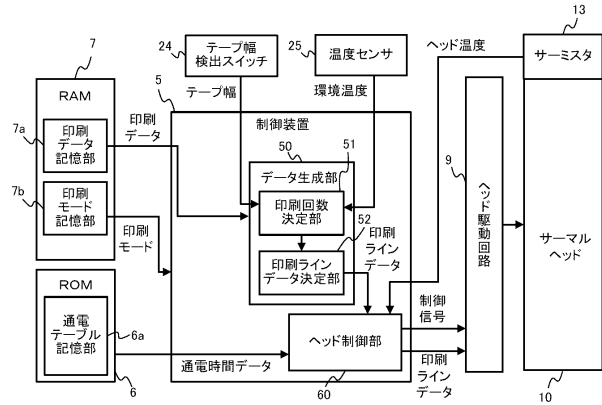 7
RAM
7a
印刷
データ
記憶部
7b
印刷
モード
記憶部
ROM
通電
テーブル
記憶部
6a
6
24
テープ幅
検出スイッチ
テープ幅
25
温度センサ
環境温度
5
制御装置
印刷
データ
印刷
モード
50
データ生成部
51
印刷回数
決定部
52
印刷ライン
データ決定部
印刷
ライン
データ
ヘッド制御部
60
通電時間データ
ヘッド温度
制御
信号
印刷
ライン
データ
9
ヘッド駆動回路
13
サーミスタ
サーマル
ヘッド
10